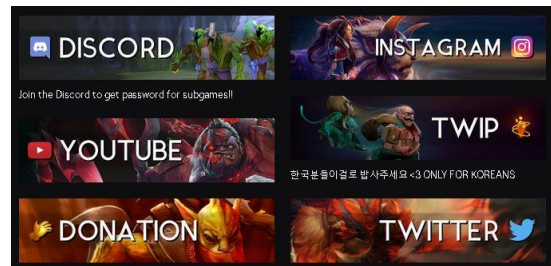 DISCORD
Join the Discord to get password for subgames!!
YOUTUBE
DONATION
INSTAGRAM
TWIP
한국분들이걸로 밥사주세요 <3 ONLY FOR KOREANS
TWITTER